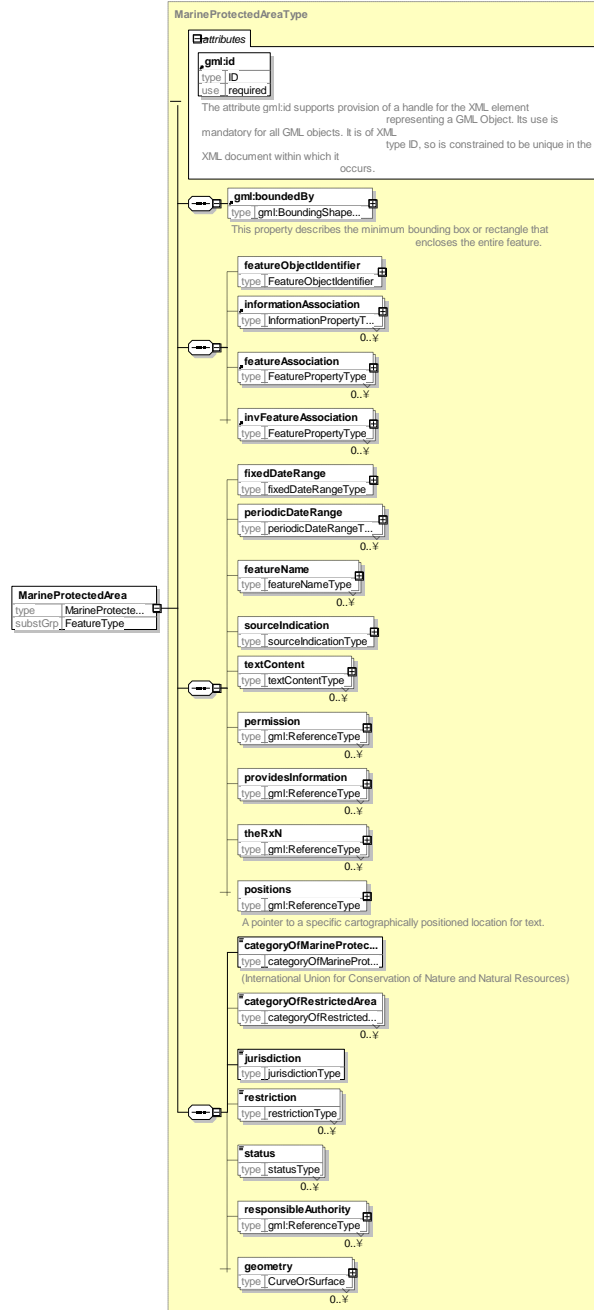 MarineProtectedAreaType
attributes
gml:id
type ID
use required
The attribute gml:id supports provision of a handle for the XML element
representing a GML Object. Its use is
mandatory for all GML objects. It is of XML
type ID, so is constrained to be unique in the
XML document within which it
occurs.
gml:boundedBy
type gml:BoundingShape...
This property describes the minimum bounding box or rectangle that
encloses the entire feature.
featureObjectIdentifier
type FeatureObjectIdentifier
informationAssociation
type InformationPropertyT...
0..¥
featureAssociation
type FeaturePropertyType
0..¥
invFeatureAssociation
type FeaturePropertyType
0..¥
fixedDateRange
type fixedDateRangeType
periodicDateRange
type periodicDateRangeT...
0..¥
featureName
type featureNameType
0..¥
MarineProtectedArea
type MarineProtecte...
substGrp FeatureType
sourceIndication
type sourceIndicationType
textContent
type textContentType
0..¥
permission
type gml:ReferenceType
0..¥
providesInformation
type gml:ReferenceType
0..¥
theRxN
type gml:ReferenceType
0..¥
positions
type gml:ReferenceType
A pointer to a specific cartographically positioned location for text.
categoryOfMarineProtec...
type categoryOfMarineProt...
(International Union for Conservation of Nature and Natural Resources)
categoryOfRestrictedArea
type categoryOfRestricted...
0..¥
jurisdiction
type jurisdictionType
restriction
type restrictionType
0..¥
status
type statusType
0..¥
responsibleAuthority
type gml:ReferenceType
0..¥
geometry
type CurveOrSurface
0..¥